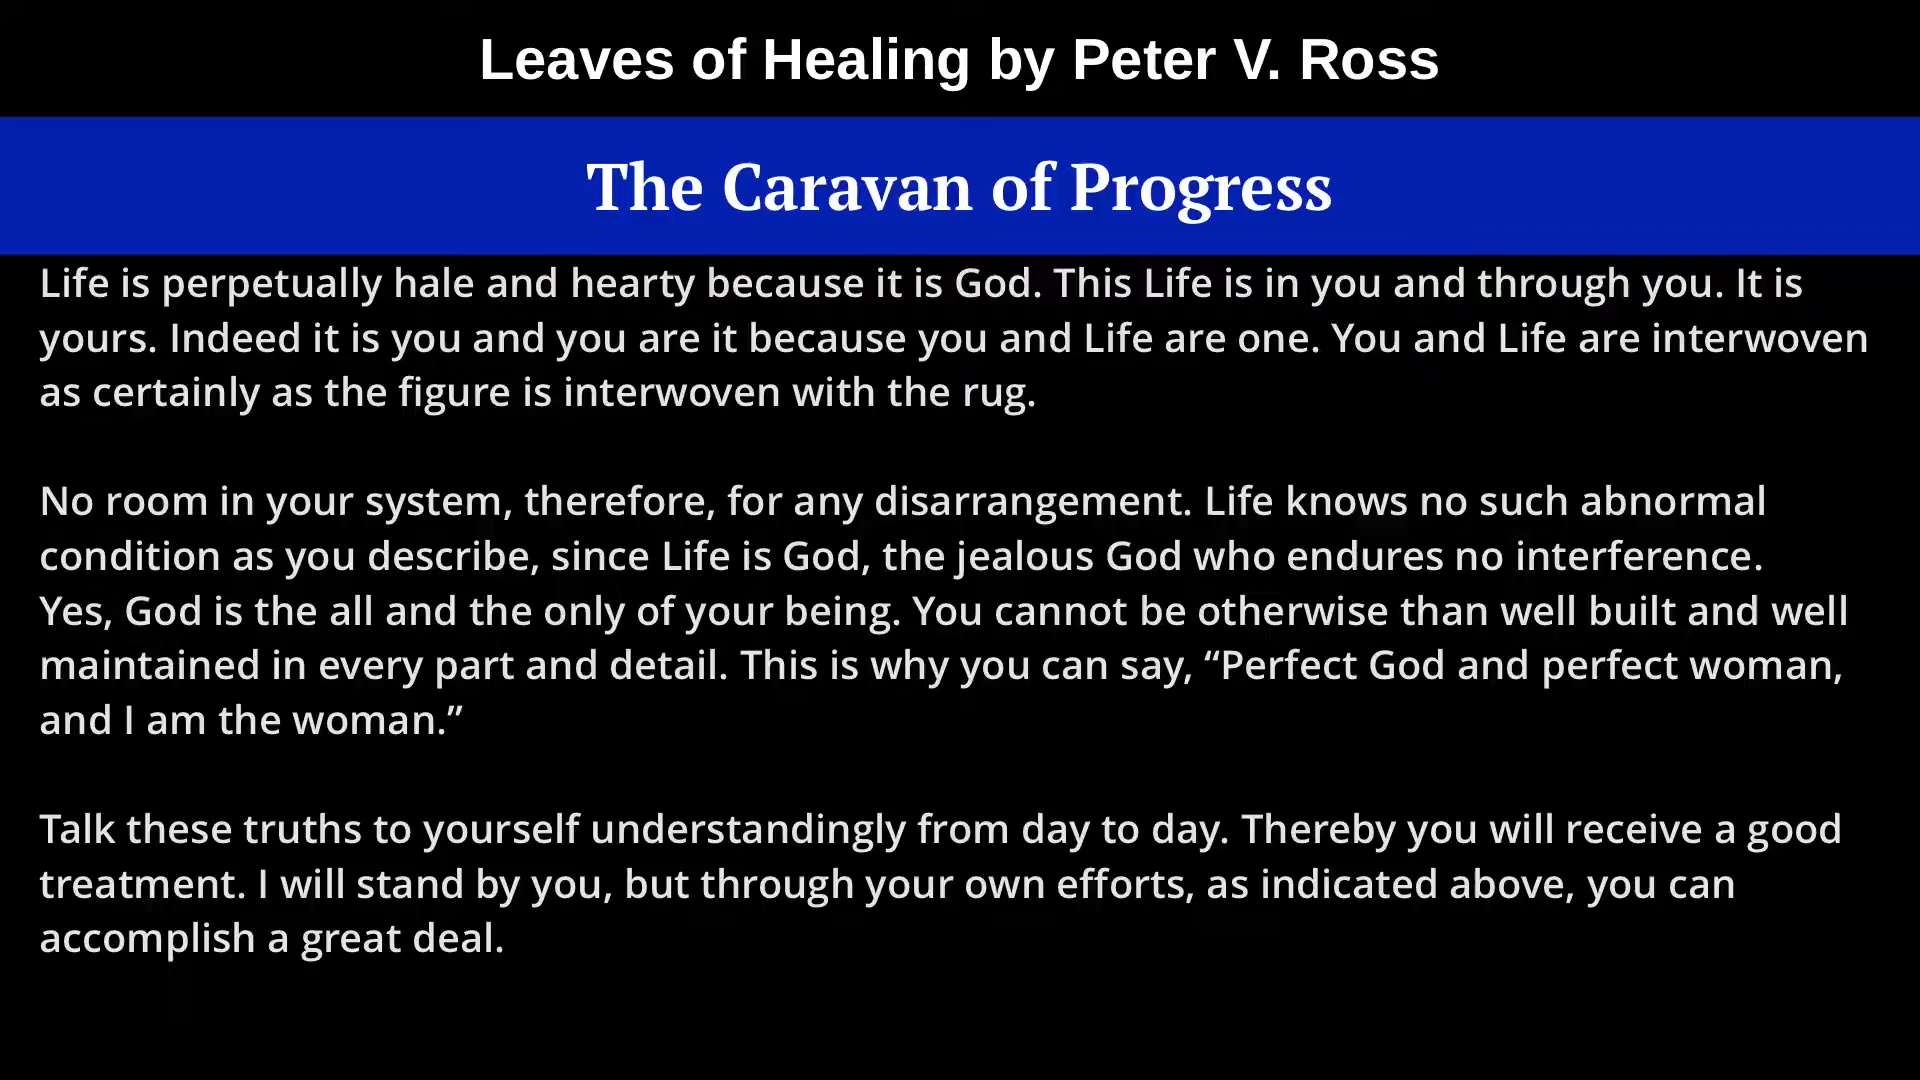 Leaves of Healing by Peter V. Ross
The Caravan of Progress
Life is perpetually hale and hearty because it is God. This Life is in you and through you. It is
yours. Indeed it is you and you are it because you and Life are one. You and Life are interwoven
as certainly as the figure is interwoven with the rug.
No room in your system, therefore, for any disarrangement. Life knows no such abnormal
condition as you describe, since Life is God, the jealous God who endures no interference.
Yes, God is the all and the only of your being. You cannot be otherwise than well built and well
maintained in every part and detail. This is why you can say, “Perfect God and perfect woman,
and I am the woman.”
Talk these truths to yourself understandingly from day to day. Thereby you will receive a good
treatment. I will stand by you, but through your own efforts, as indicated above, you can
accomplish a great deal.